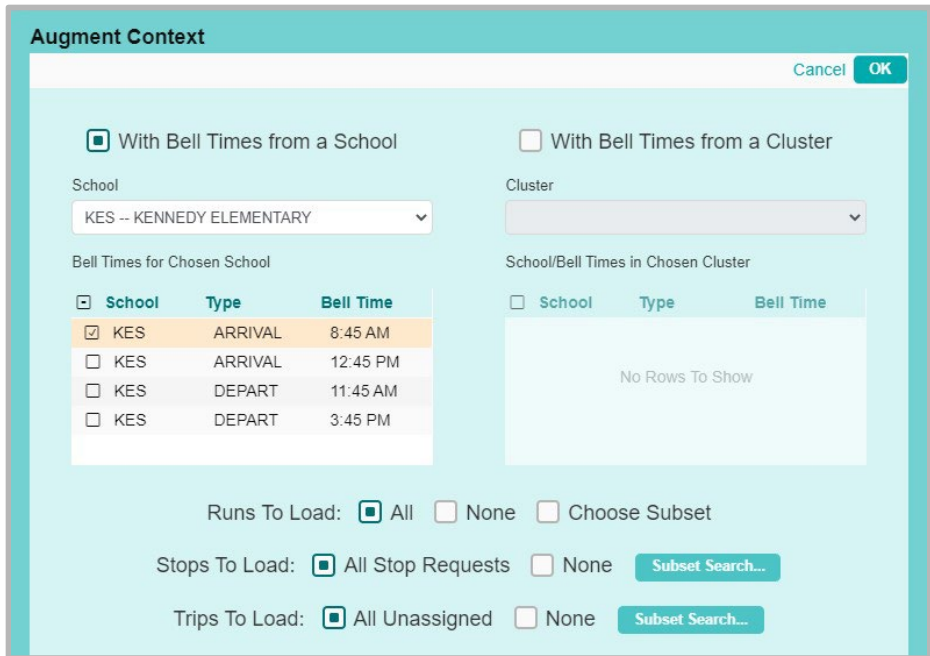 Augment Context
Cancel OK
With Bell Times from a School
With Bell Times from a Cluster
School
Cluster
KES -- KENNEDY ELEMENTARY
Bell Times for Chosen School
School/Bell Times in Chosen Cluster
School Type Bell Time
School Type Bell Time
KES ARRIVAL 8:45 AM
KES ARRIVAL 12:45 PM
KES DEPART 11:45 AM
KES DEPART 3:45 PM
No Rows To Show
Runs To Load: All None Choose Subset
Stops To Load: All Stop Requests None Subset Search...
Trips To Load: All Unassigned None Subset Search...